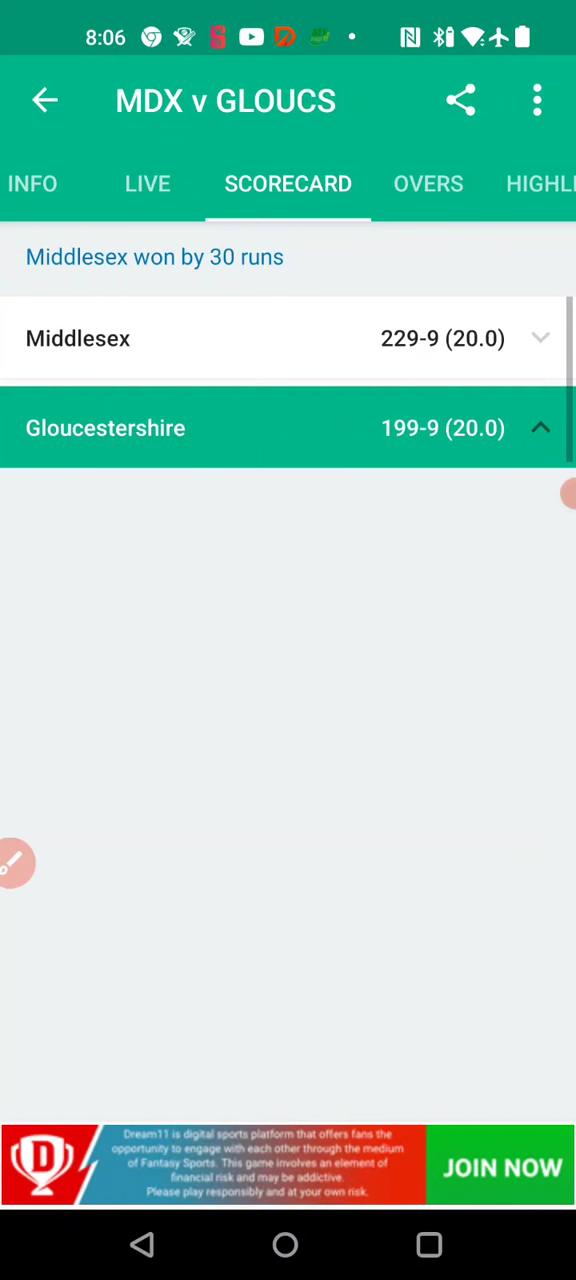 8:06
MDX v GLOUCS
INFO LIVE SCORECARD OVERS HIGHLI
Middlesex won by 30 runs
Middlesex 229-9 (20.0)
Gloucestershire 199-9 (20.0)
Dream11 is digital sports platform that offers fans the
opportunity to engage with each other through the medium
of Fantasy Sports. This game involves an element of
financial risk and may be addictive.
Please play responsibly and at your own risk.
D
JOIN NOW